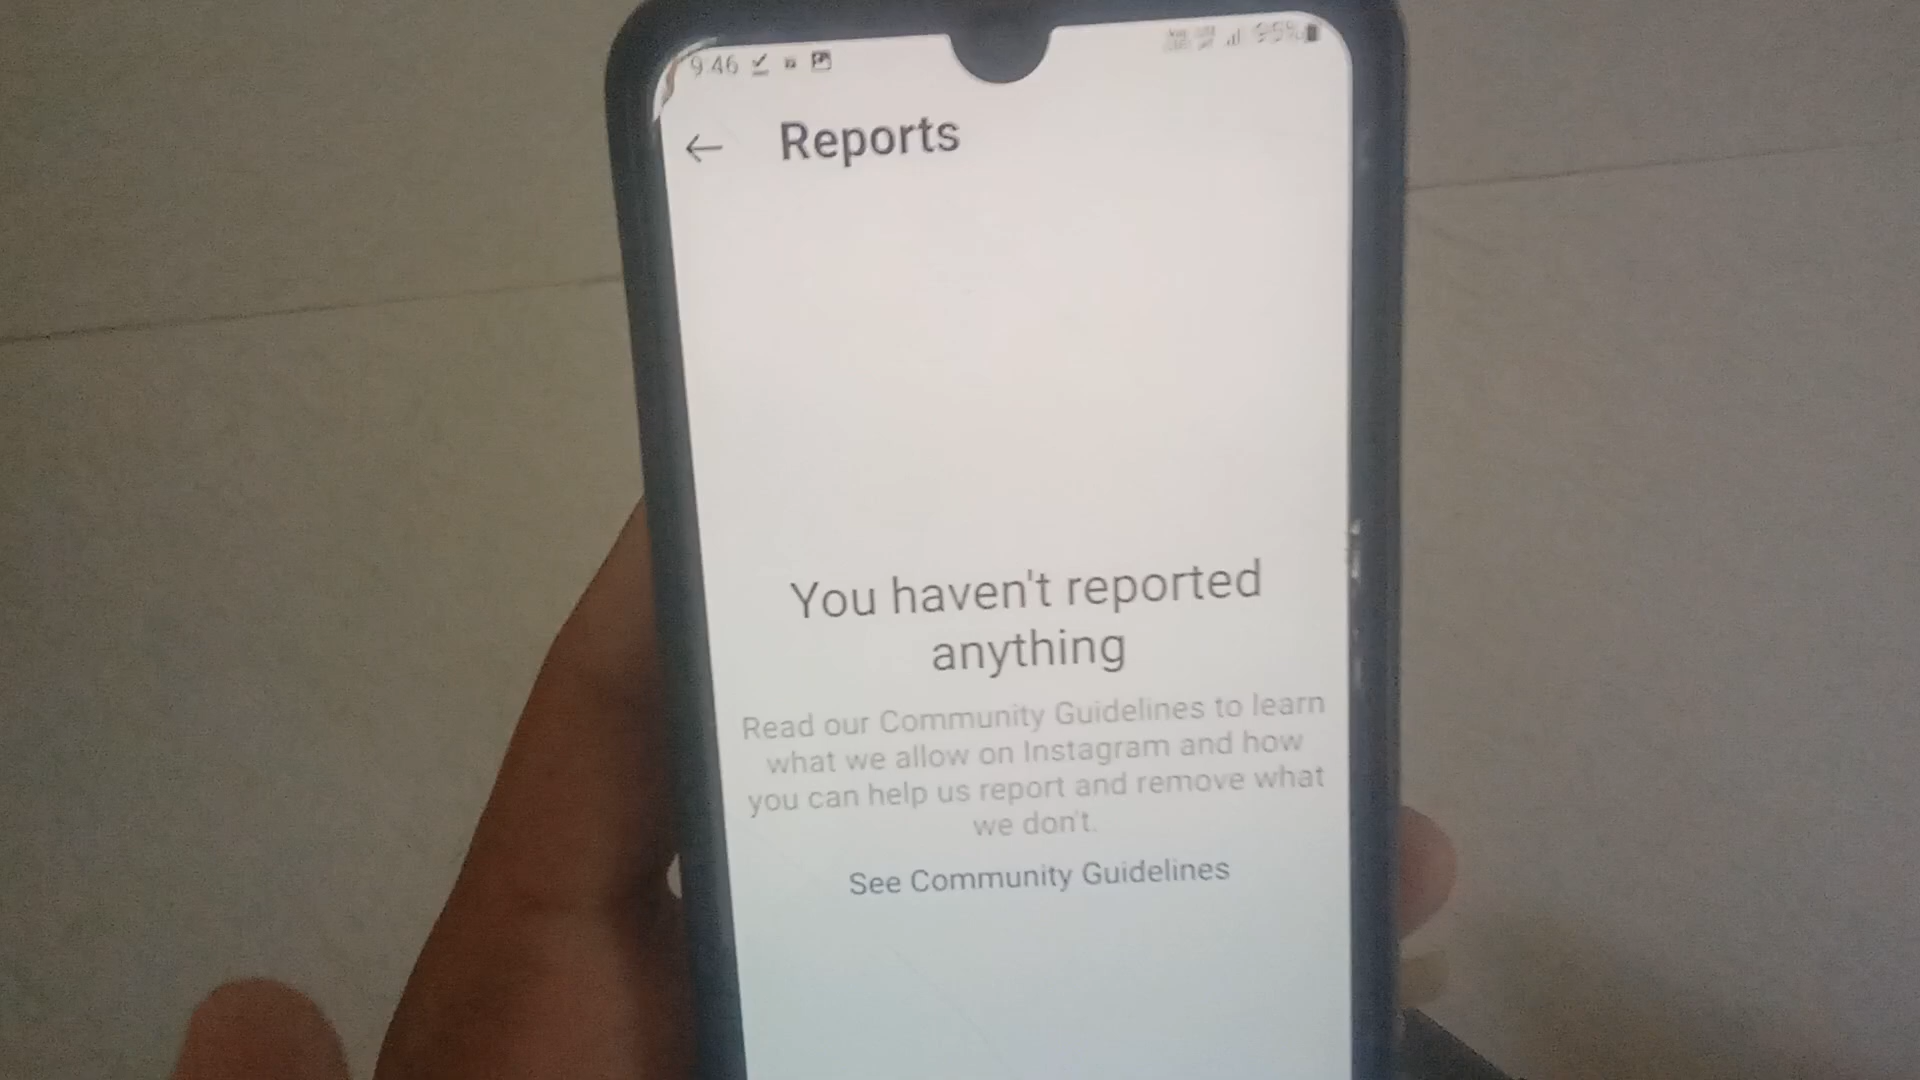 9:46
95%
Reports
You haven't reported
anything
Read our Community Guidelines to learn
what we allow on Instagram and how
you can help us report and remove what
we don't.
See Community Guidelines